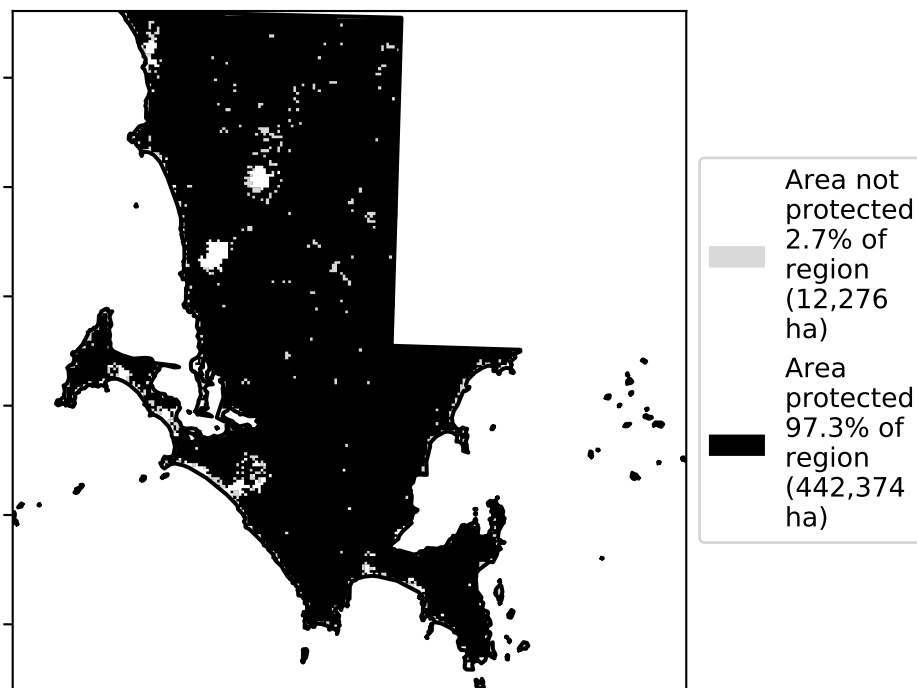 Area not
protected
2.7% of
region
(12,276
ha)
Area
protected
97.3% of
region
(442,374
ha)